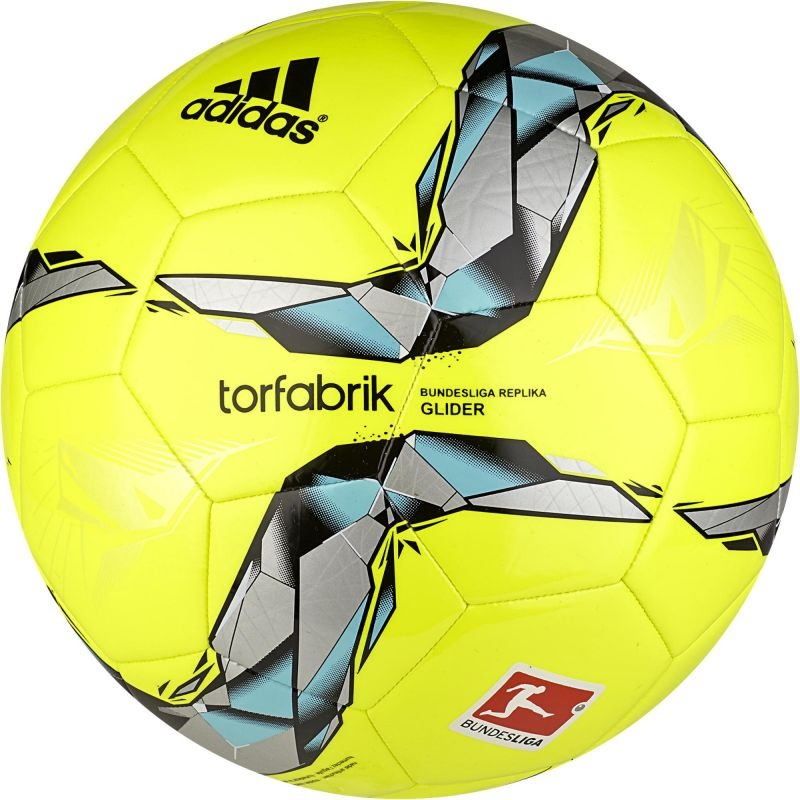 adidas®
torfabrik
BUNDESLIGA REPLIKA
GLIDER
BUNDESLIGA